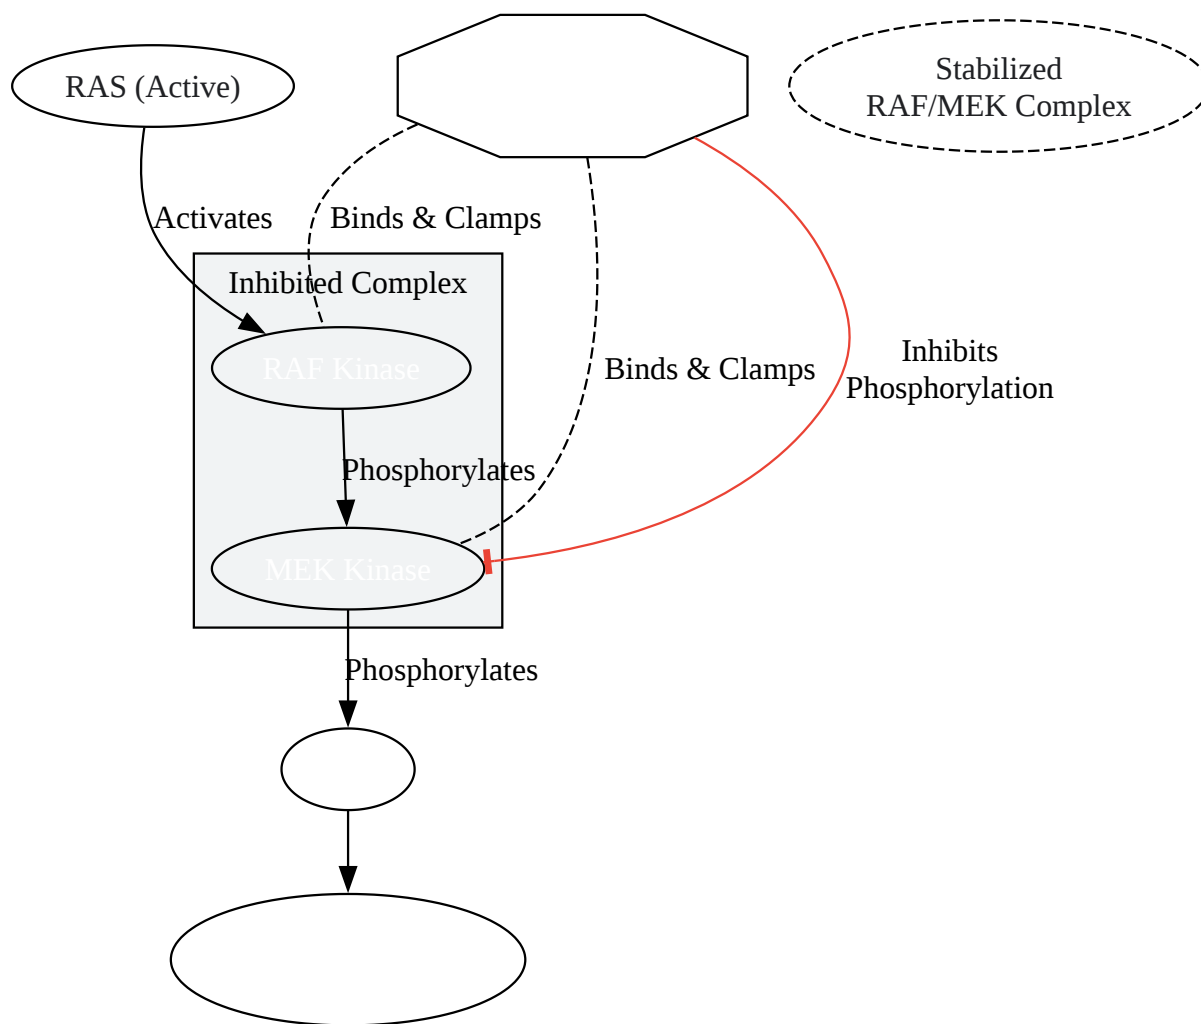 RAS (Active)
Stabilized
RAF/MEK Complex
Activates
Binds & Clamps
Inhibited Complex
RAF Kinase
Binds & Clamps
Inhibits
Phosphorylation
Phosphorylates
MEK Kinase
Phosphorylates